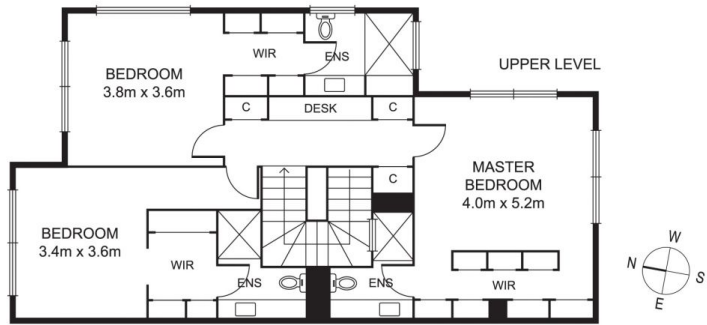 BEDROOM
3.8m x 3.6m
WIR
ENS
UPPER LEVEL
C
DESK
C
C
MASTER
BEDROOM
4.0m x 5.2m
BEDROOM
3.4m x 3.6m
WIR
ENS
ENS
WIR
W
N
S
E